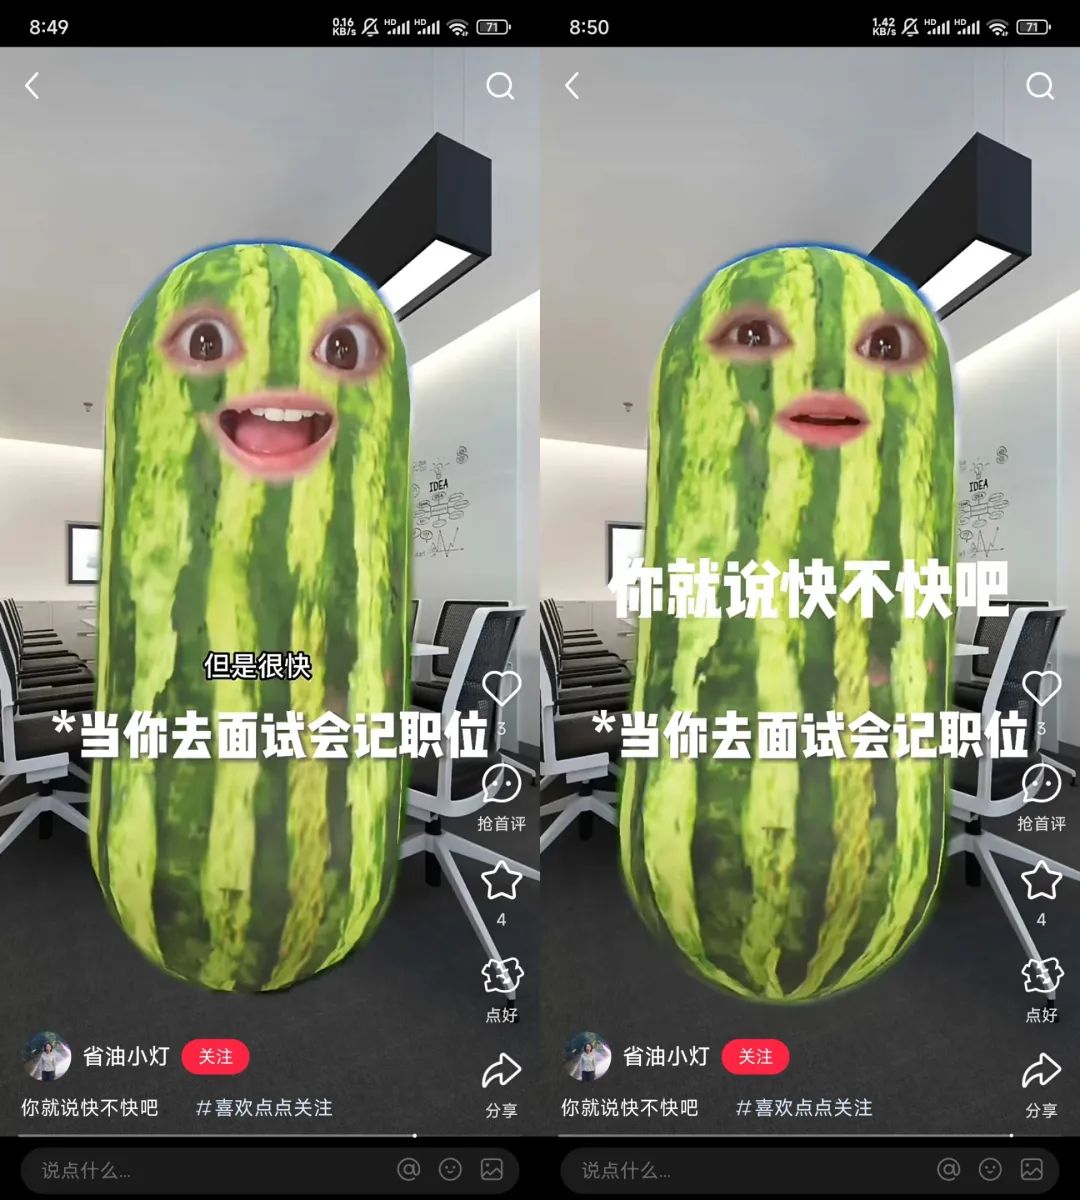 8:49
0.16
KB/s
HD
HD
71
IDEA
但是很快
*当你去面试会记职位
3
抢首评
4
点好
省油小灯
关注
你就说快不快吧 #喜欢点点关注
分享
说点什么...
8:50
1.42
KB/s
HD
HD
71
IDEA
你就说快不快吧
*当你去面试会记职位
3
抢首评
4
点好
省油小灯
关注
你就说快不快吧 #喜欢点点关注
分享
说点什么...